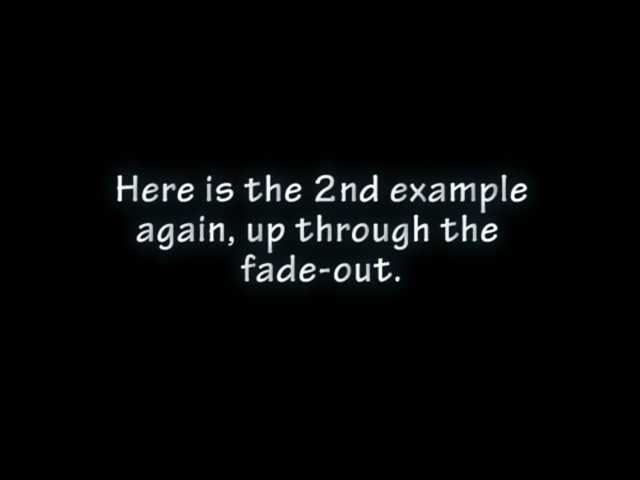 Here is the 2nd example
again, up through the
fade-out.